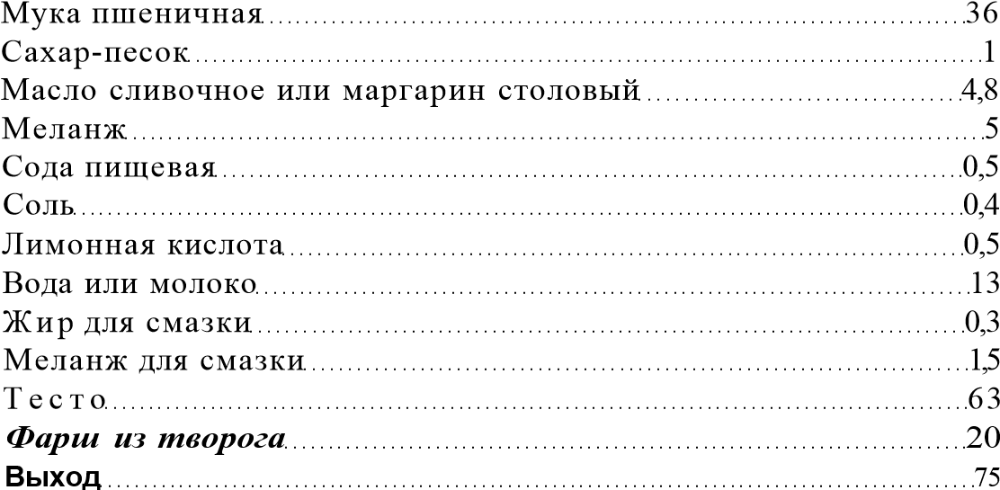 Мука пшеничная 36
Сахар-песок 1
Масло сливочное или маргарин столовый 4,8
Меланж 5
Сода пищевая 0,5
Соль 0,4
Лимонная кислота 0,5
Вода или молоко 13
Жир для смазки 0,3
Меланж для смазки 1,5
Тесто 63
Фарш из творога 20
Выход 75